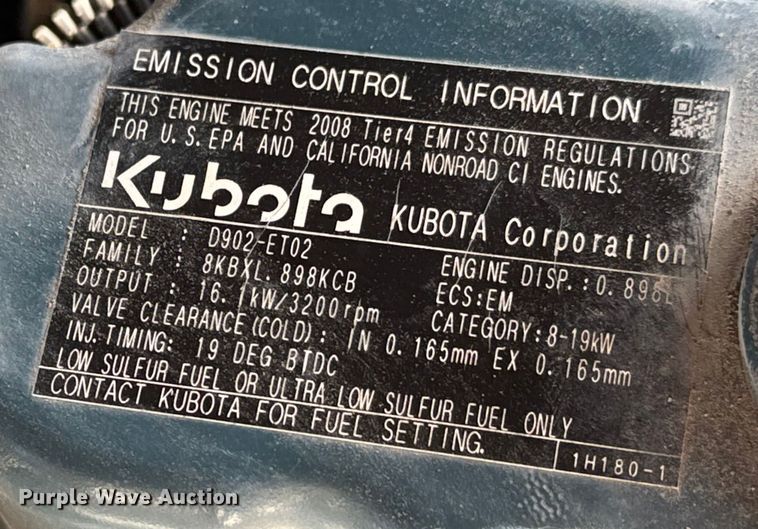 EMISSION CONTROL INFORMATION
THIS ENGINE MEETS 2008 Tier4 EMISSION REGULATIONS
FOR U.S. EPA AND CALIFORNIA NONROAD CI ENGINES.
Kubota KUBOTA Corporation
MODEL : D902-ET02 ENGINE DISP.: 0.898L
FAMILY : 8KBXL.898KCB ECS:EM
OUTPUT : 16.1kW/3200rpm CATEGORY:8-19kW
VALVE CLEARANCE(COLD): IN 0.165mm EX 0.165mm
INJ.TIMING: 19 DEG BTDC
LOW SULFUR FUEL OR ULTRA LOW SULFUR FUEL ONLY
CONTACT KUBOTA FOR FUEL SETTING.
1H180-1
Purple Wave Auction